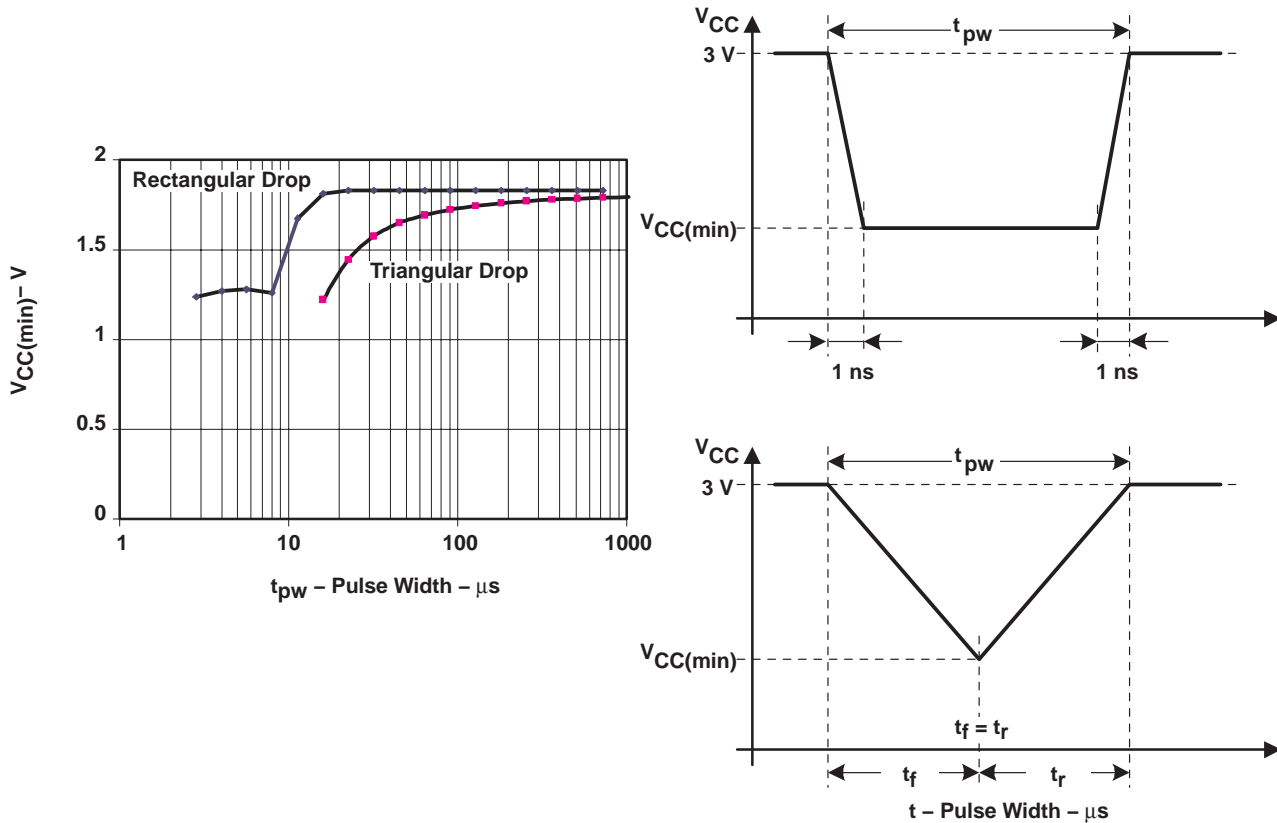 2
1.5
1
0.5
0
V CC(min) – V
Rectangular Drop
Triangular Drop
1
10
100
1000
tpw – Pulse Width – μs
VCC
3 V
VCC(min)
tpw
1 ns
1 ns
VCC
3 V
VCC(min)
tpw
tf = tr
tf
tr
t – Pulse Width – μs